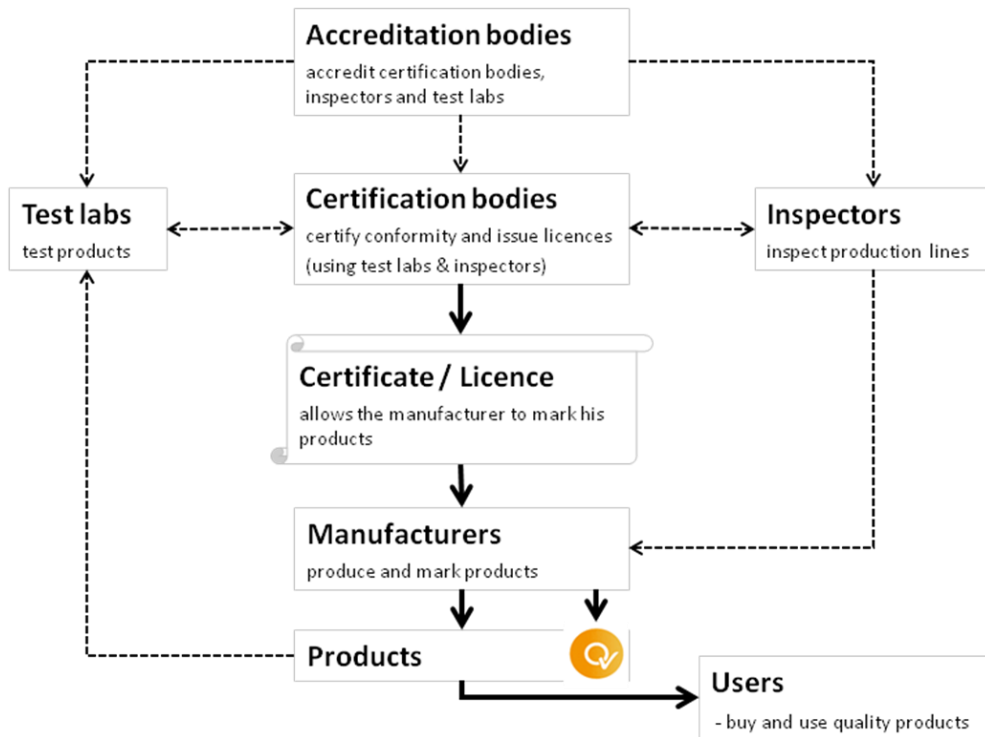 Accreditation bodies
accredit certification bodies,
inspectors and test labs
Test labs
test products
Certification bodies
certify conformity and issue licences
(using test labs & inspectors)
Inspectors
inspect production lines
Certificate / Licence
allows the manufacturer to mark his
products
Manufacturers
produce and mark products
Products
Users
- buy and use quality products